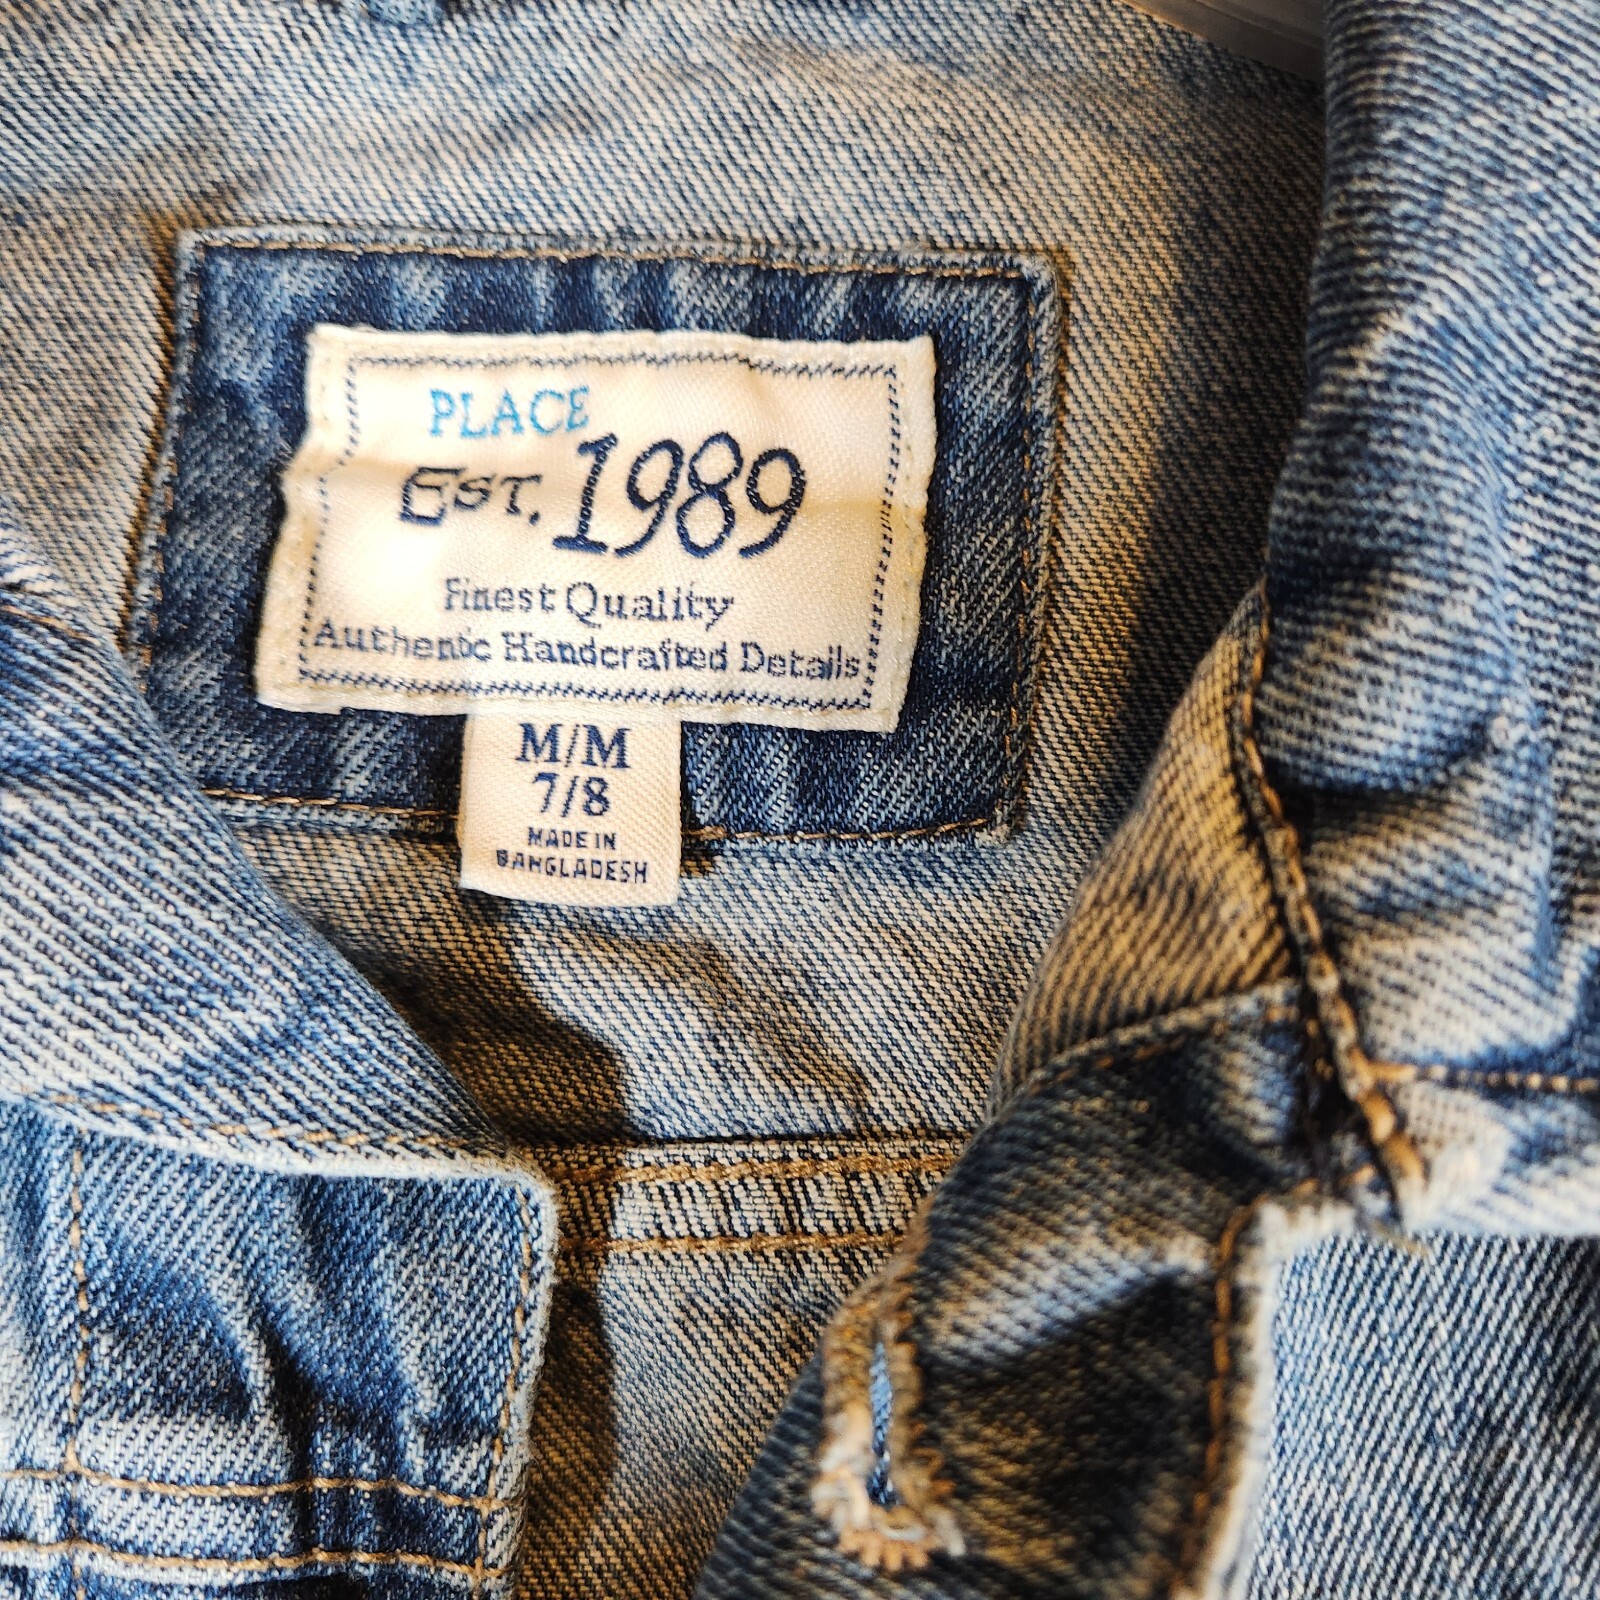 PLACE
EST. 1989
Finest Quality
Authentic Handcrafted Details
M/M
7/8
MADE IN
BANGLADESH